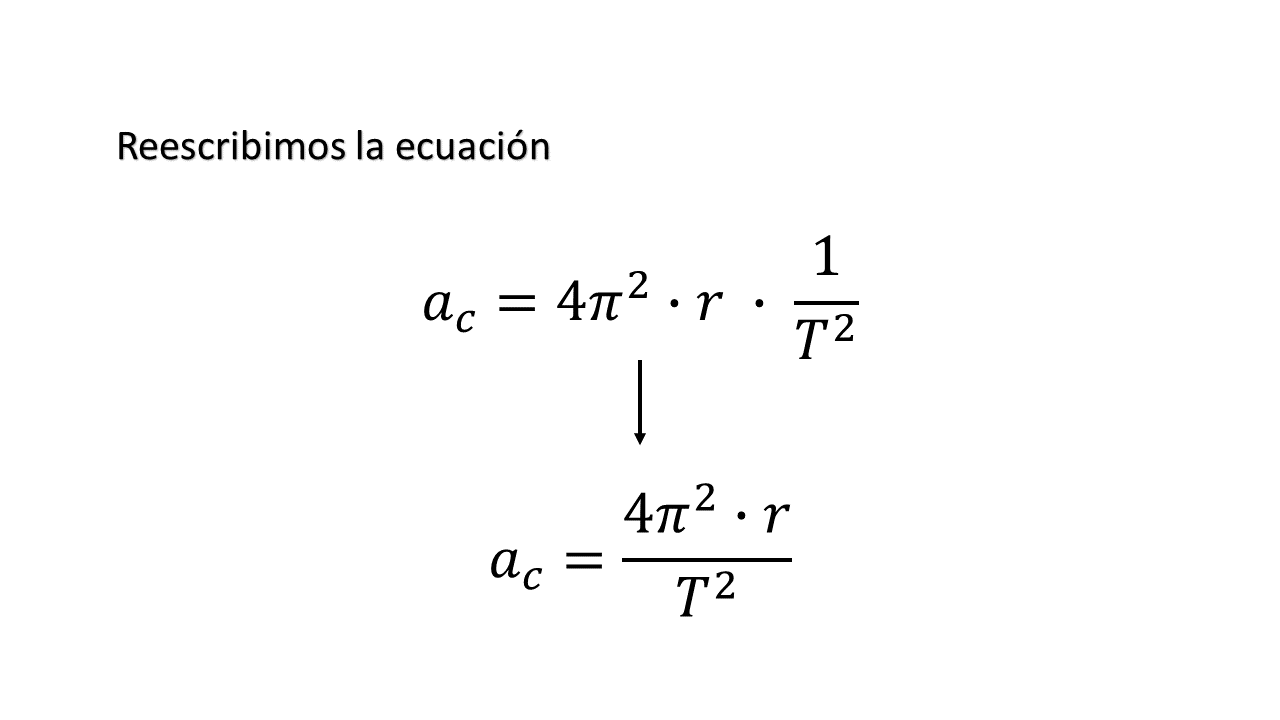 Reescribimos la ecuación
𝑎_𝑐 = 4𝜋² · 𝑟 · 1/𝑇²
𝑎_𝑐 = 4𝜋² · 𝑟/𝑇²